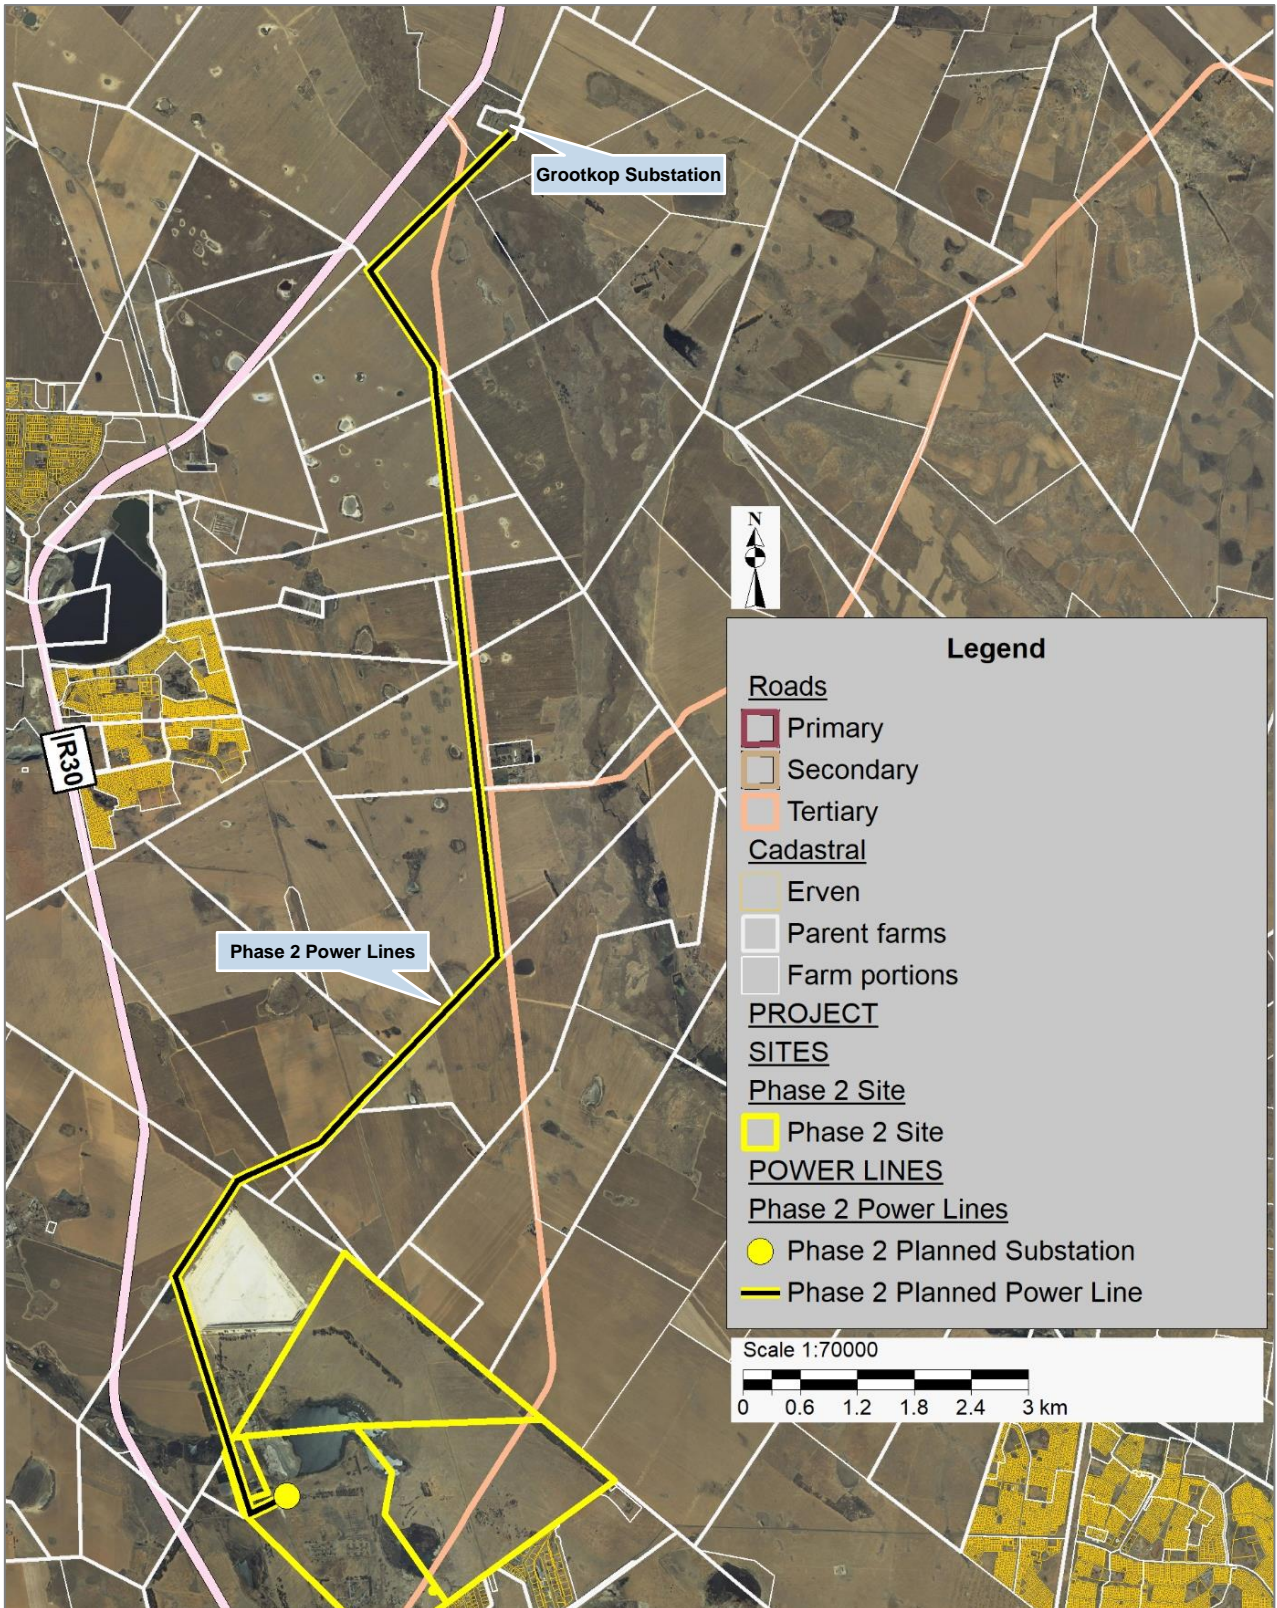 Grootkop Substation
N
R30
Phase 2 Power Lines
Legend
Roads
Primary
Secondary
Tertiary
Cadastral
Erven
Parent farms
Farm portions
PROJECT
SITES
Phase 2 Site
Phase 2 Site
POWER LINES
Phase 2 Power Lines
Phase 2 Planned Substation
Phase 2 Planned Power Line
Scale 1:70000
0 0.6 1.2 1.8 2.4 3 km